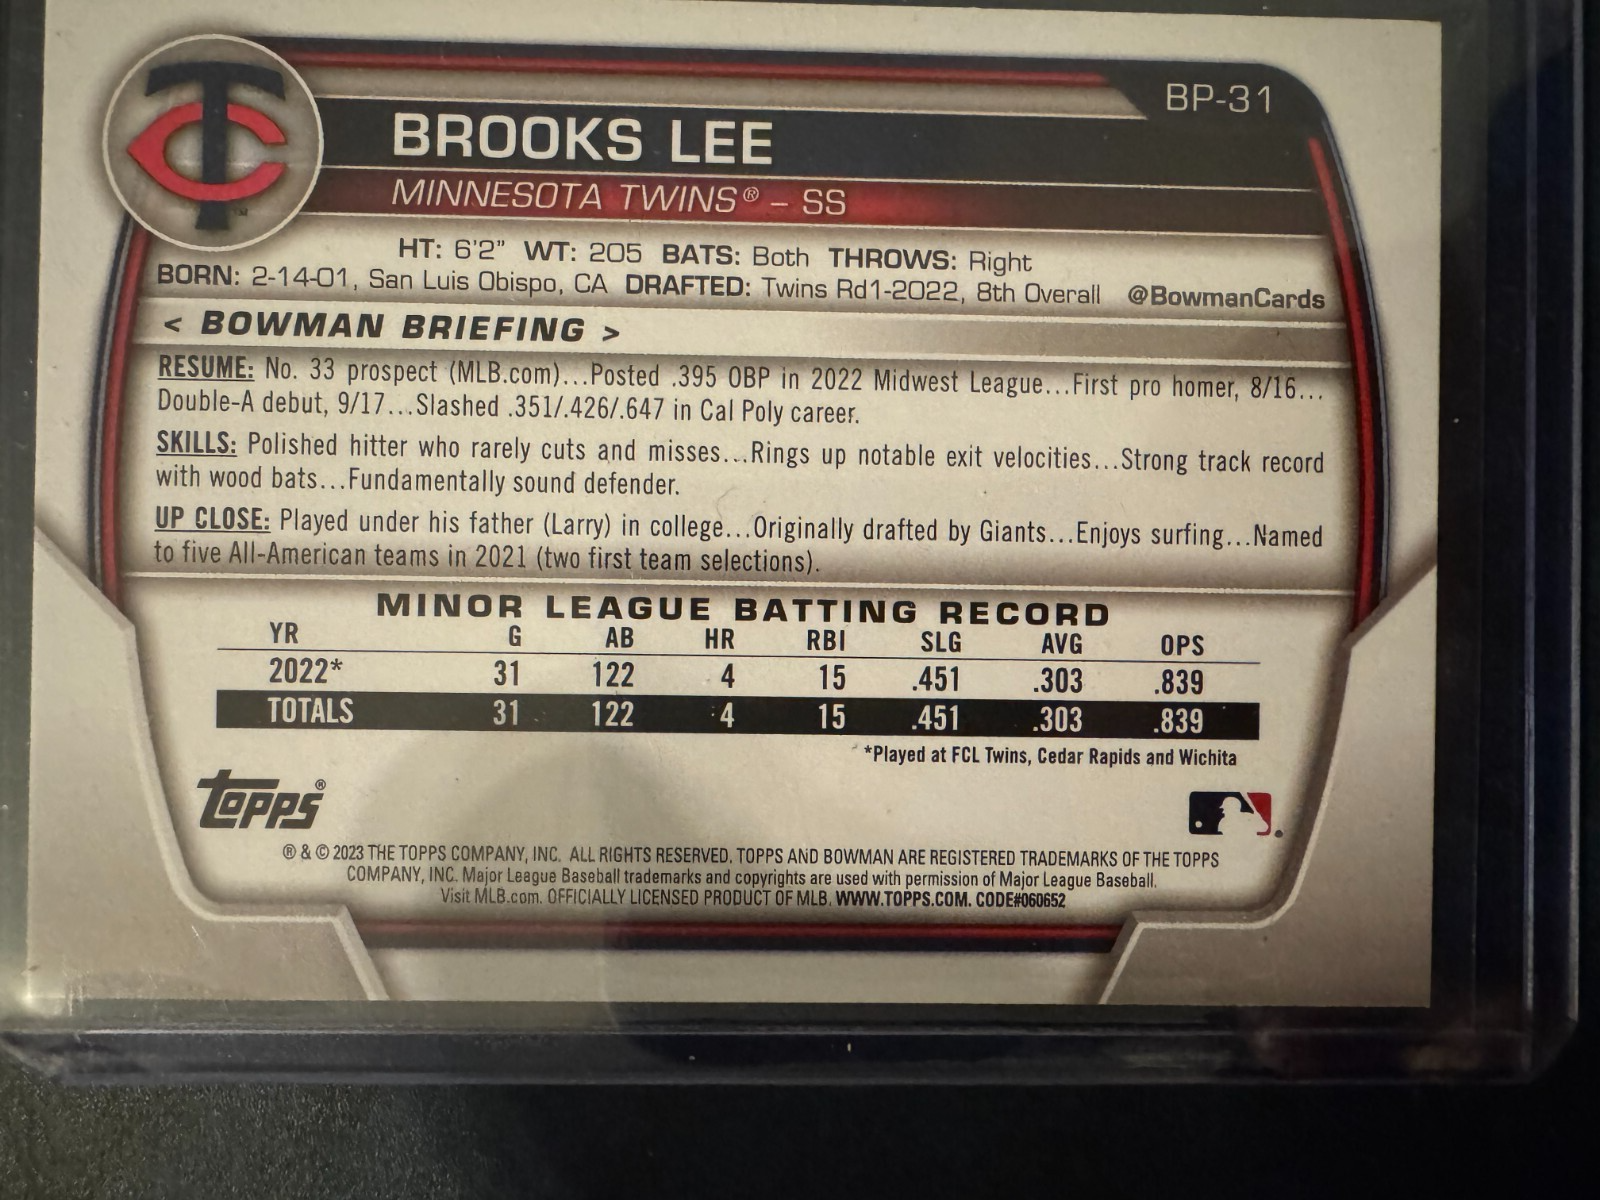 BP-31
BROOKS LEE
MINNESOTA TWINS® – SS
HT: 6'2" WT: 205 BATS: Both THROWS: Right
BORN: 2-14-01, San Luis Obispo, CA DRAFTED: Twins Rd1-2022, 8th Overall @BowmanCards
< BOWMAN BRIEFING >
RESUME: No. 33 prospect (MLB.com)...Posted .395 OBP in 2022 Midwest League...First pro homer, 8/16...
Double-A debut, 9/17...Slashed .351/.426/.647 in Cal Poly career.
SKILLS: Polished hitter who rarely cuts and misses...Rings up notable exit velocities...Strong track record
with wood bats...Fundamentally sound defender.
UP CLOSE: Played under his father (Larry) in college...Originally drafted by Giants...Enjoys surfing...Named
to five All-American teams in 2021 (two first team selections).
MINOR LEAGUE BATTING RECORD
YR G AB HR RBI SLG AVG OPS
2022* 31 122 4 15 .451 .303 .839
TOTALS 31 122 4 15 .451 .303 .839
*Played at FCL Twins, Cedar Rapids and Wichita
TOPPS®
® & © 2023 THE TOPPS COMPANY, INC. ALL RIGHTS RESERVED. TOPPS AND BOWMAN ARE REGISTERED TRADEMARKS OF THE TOPPS
COMPANY, INC. Major League Baseball trademarks and copyrights are used with permission of Major League Baseball.
Visit MLB.com. OFFICIALLY LICENSED PRODUCT OF MLB. WWW.TOPPS.COM. CODE#060652